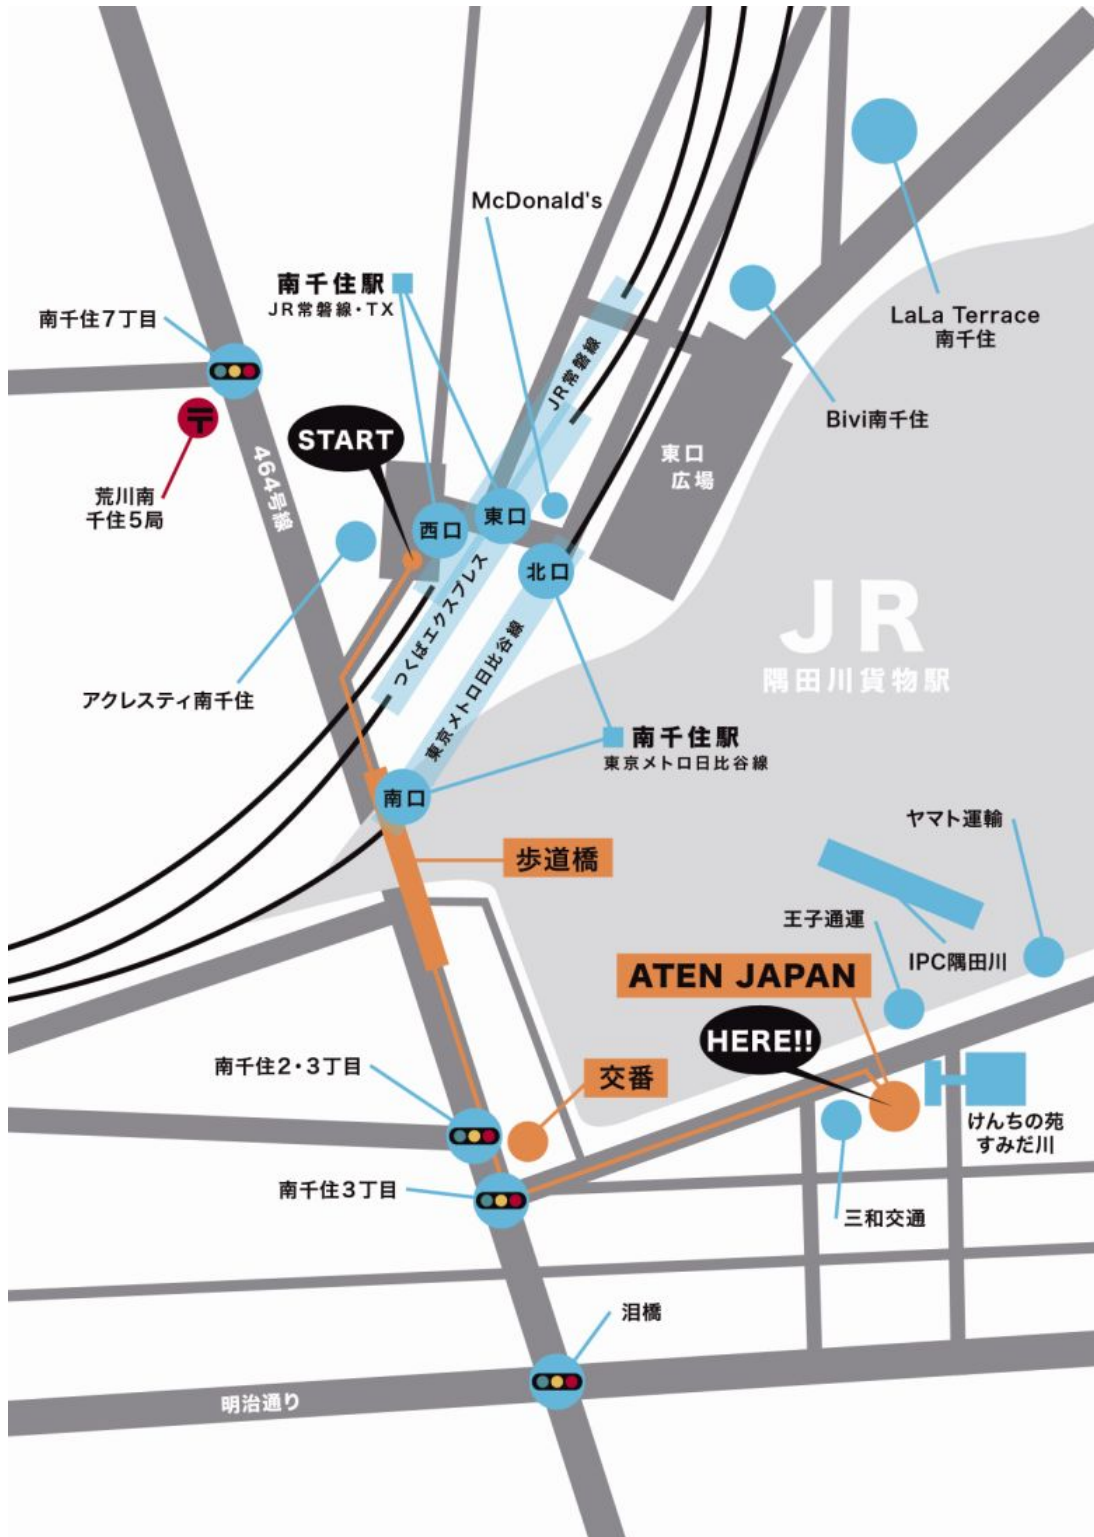 McDonald's
南千住駅
JR常磐線・TX
南千住7丁目
LaLa Terrace
南千住
JR常磐線
Bivi南千住
START
東口
広場
464号線
荒川南
千住5局
西口
東口
北口
つくばエクスプレス
東京メトロ日比谷線
JR
隅田川貨物駅
アクレスティ南千住
南千住駅
東京メトロ日比谷線
南口
ヤマト運輸
歩道橋
王子通運
IPC隅田川
ATEN JAPAN
HERE!!
南千住2・3丁目
交番
けんちの苑
すみだ川
南千住3丁目
三和交通
泪橋
明治通り